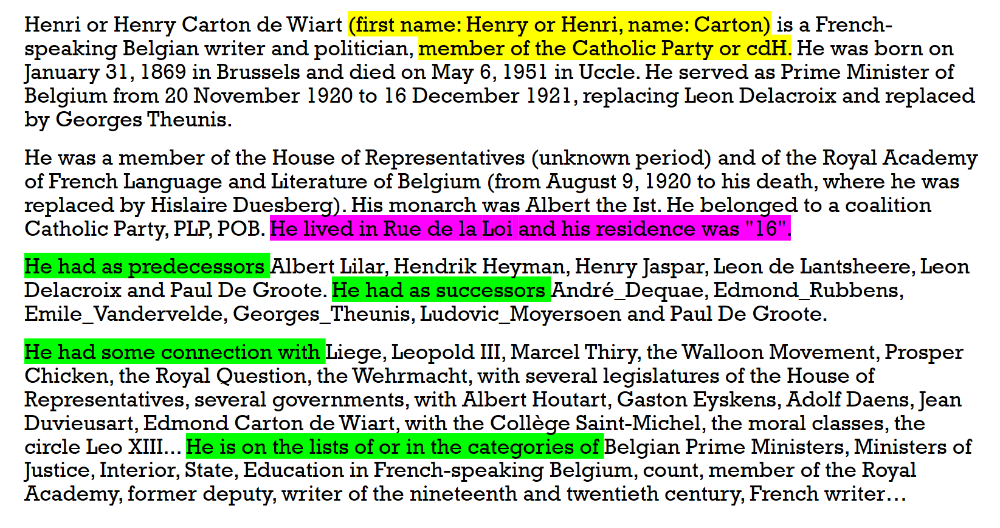 Henri or Henry Carton de Wiart (first name: Henry or Henri, name: Carton) is a French-
speaking Belgian writer and politician, member of the Catholic Party or cdH. He was born on
January 31, 1869 in Brussels and died on May 6, 1951 in Uccle. He served as Prime Minister of
Belgium from 20 November 1920 to 16 December 1921, replacing Leon Delacroix and replaced
by Georges Theunis.
He was a member of the House of Representatives (unknown period) and of the Royal Academy
of French Language and Literature of Belgium (from August 9, 1920 to his death, where he was
replaced by Hislaire Duesberg). His monarch was Albert the Ist. He belonged to a coalition
Catholic Party, PLP, POB. He lived in Rue de la Loi and his residence was "16".
He had as predecessors Albert Lilar, Hendrik Heyman, Henry Jaspar, Leon de Lantsheere, Leon
Delacroix and Paul De Groote. He had as successors André_Dequae, Edmond_Rubbens,
Emile_Vandervelde, Georges_Theunis, Ludovic_Moyersoen and Paul De Groote.
He had some connection with Liege, Leopold III, Marcel Thiry, the Walloon Movement, Prosper
Chicken, the Royal Question, the Wehrmacht, with several legislatures of the House of
Representatives, several governments, with Albert Houtart, Gaston Eyskens, Adolf Daens, Jean
Duvieusart, Edmond Carton de Wiart, with the Collège Saint-Michel, the moral classes, the
circle Leo XIII... He is on the lists of or in the categories of Belgian Prime Ministers, Ministers of
Justice, Interior, State, Education in French-speaking Belgium, count, member of the Royal
Academy, former deputy, writer of the nineteenth and twentieth century, French writer…